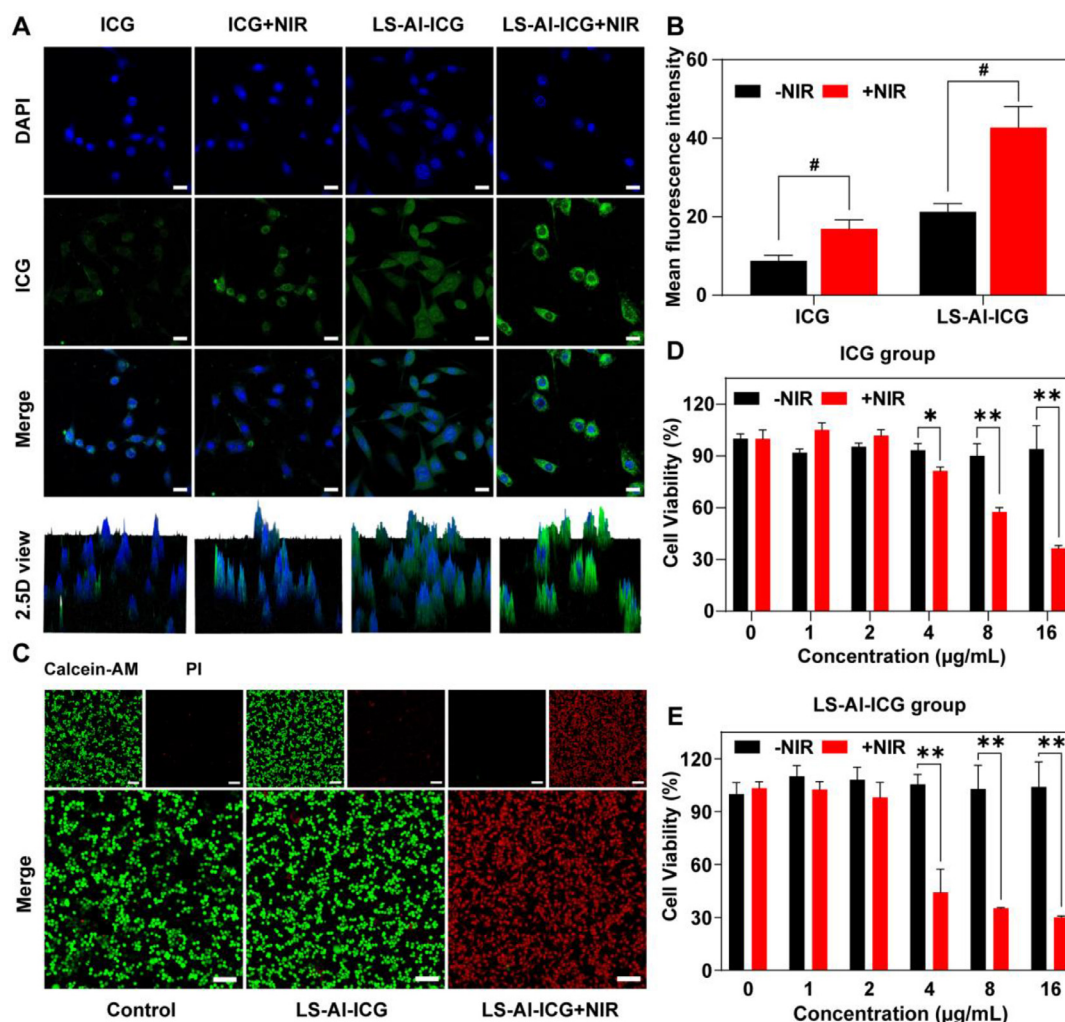 A
ICG
ICG+NIR
LS-AI-ICG
LS-AI-ICG+NIR
DAPI
ICG
Merge
2.5D view
B
Mean fluorescence intensity
60
40
20
0
-NIR +NIR
#
#
ICG
LS-AI-ICG
C
Calcein-AM
PI
Merge
Control
LS-AI-ICG
LS-AI-ICG+NIR
D
ICG group
Cell Viability (%)
120
90
60
30
0
-NIR +NIR
*
**
**
0 1 2 4 8 16
Concentration (μg/mL)
E
LS-AI-ICG group
Cell Viability (%)
120
90
60
30
0
-NIR +NIR
**
**
**
0 1 2 4 8 16
Concentration (μg/mL)